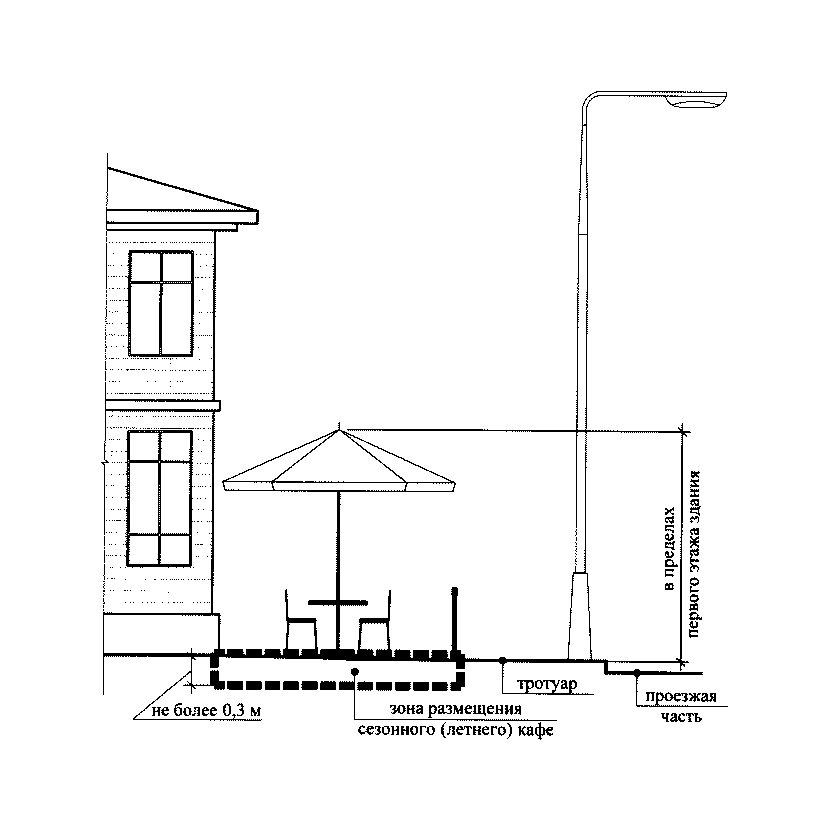 в пределах
первого этажа здания
тротуар
проезжая
часть
не более 0,3 м
зона размещения
сезонного (летнего) кафе